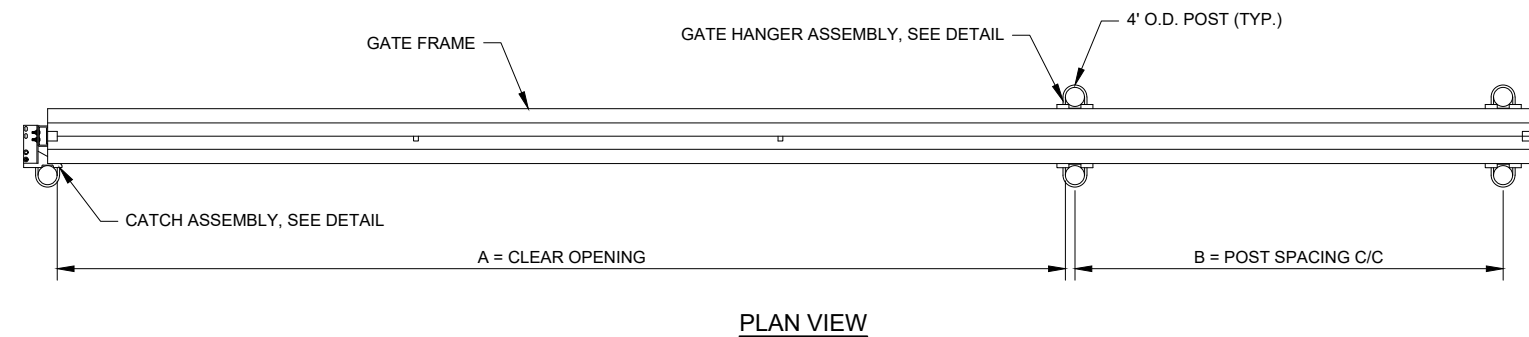 4' O.D. POST (TYP.)
GATE HANGER ASSEMBLY, SEE DETAIL
GATE FRAME
CATCH ASSEMBLY, SEE DETAIL
A = CLEAR OPENING
B = POST SPACING C/C
PLAN VIEW